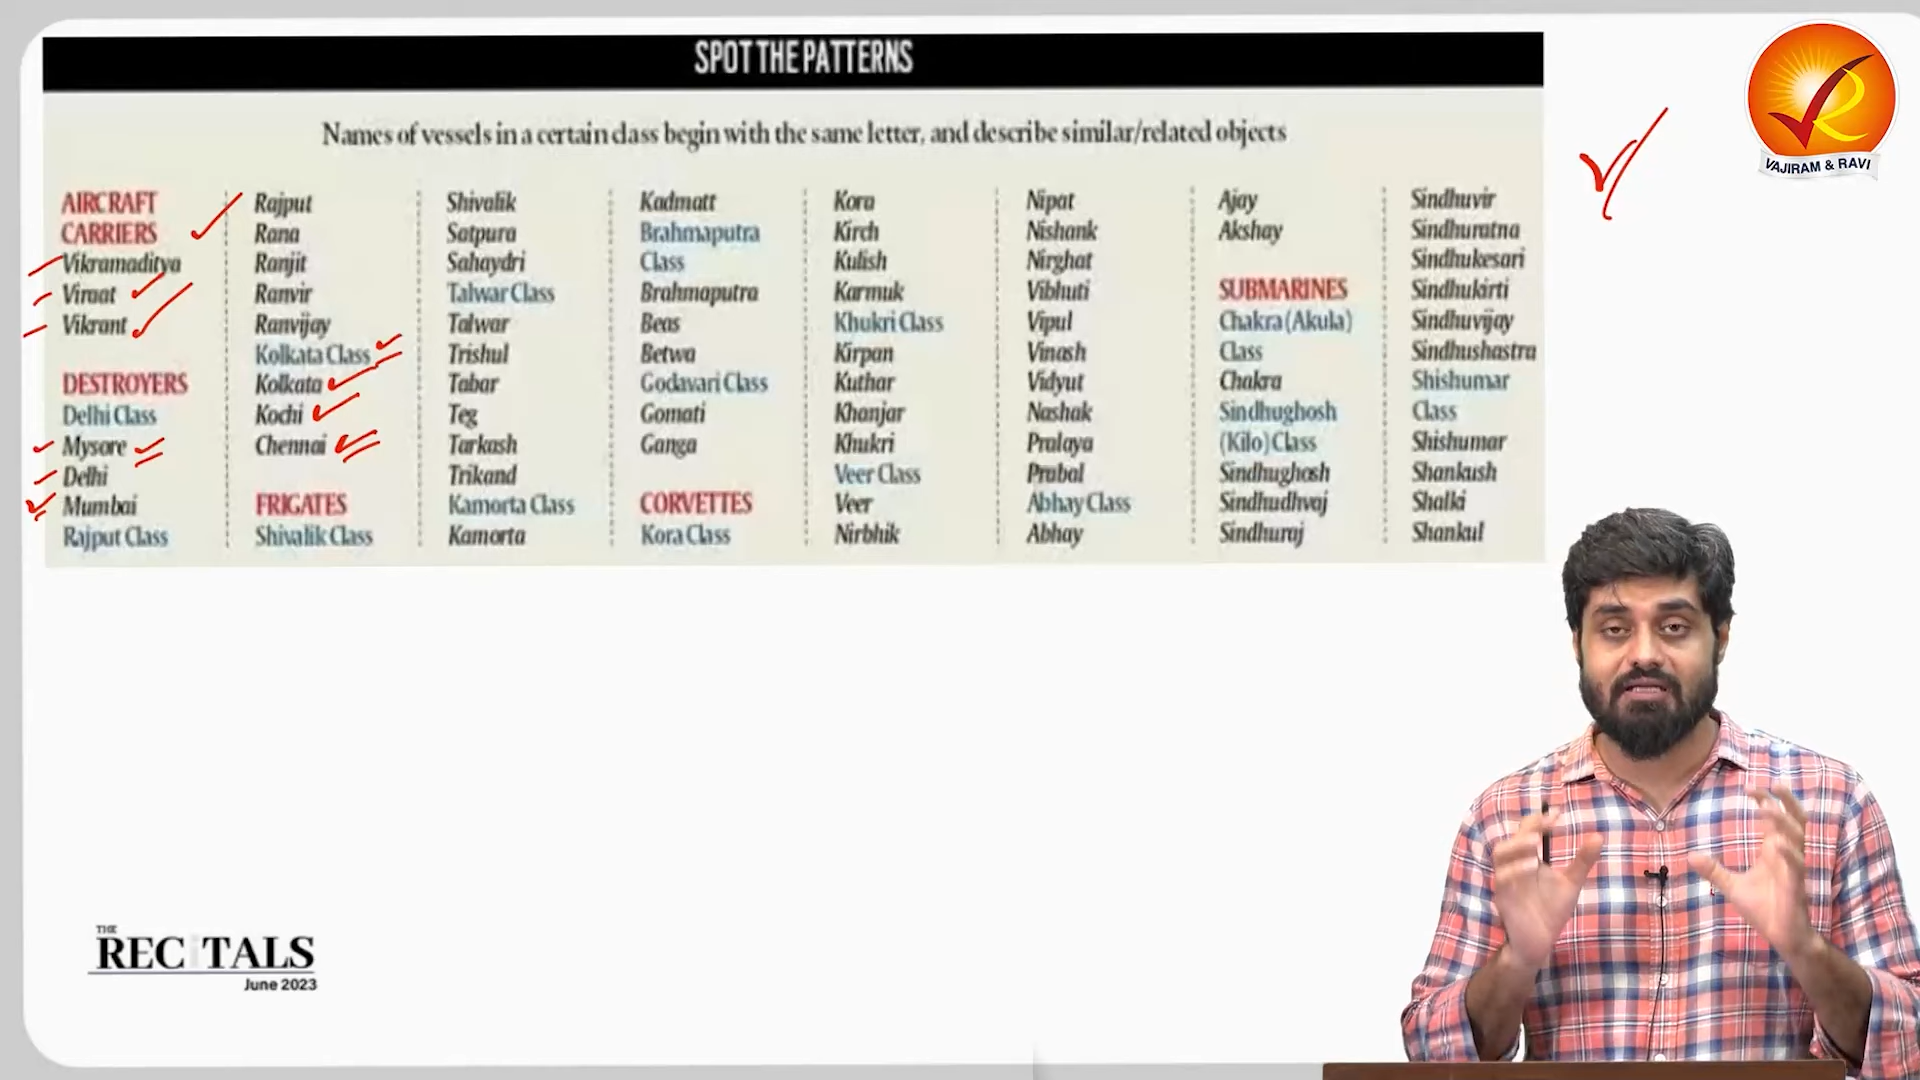 SPOT THE PATTERNS
Names of vessels in a certain class begin with the same letter, and describe similar/related objects
AIRCRAFT
CARRIERS
Vikramaditya
Viraat
Vikrant
DESTROYERS
Delhi Class
Mysore
Delhi
Mumbai
Rajput Class
Rajput
Rana
Ranjit
Ranvir
Ranvijay
Kolkata Class
Kolkata
Kochi
Chennai
FRIGATES
Shivalik Class
Shivalik
Satpura
Sahaydri
Talwar Class
Talwar
Trishul
Tabar
Teg
Tarkash
Trikand
Kamorta Class
Kamorta
Kadmatt
Brahmaputra
Class
Brahmaputra
Beas
Betwa
Godavari Class
Gomati
Ganga
CORVETTES
Kora Class
Kora
Kirch
Kulish
Karmuk
Khukri Class
Kirpan
Kuthar
Khanjar
Khukri
Veer Class
Veer
Nirbhik
Nipat
Nishank
Nirghat
Vibhuti
Vipul
Vinash
Vidyut
Nashak
Pralaya
Prabal
Abhay Class
Abhay
Ajay
Akshay
SUBMARINES
Chakra (Akula)
Class
Chakra
Sindhughosh
(Kilo) Class
Sindhughosh
Sindhudhvaj
Sindhuraj
Sindhuvir
Sindhuratna
Sindhukesari
Sindhukirti
Sindhuvijay
Sindhushastra
Shishumar
Class
Shishumar
Shankush
Shalki
Shankul
VAJIRAM & RAVI
THE
RECITALS
June 2023